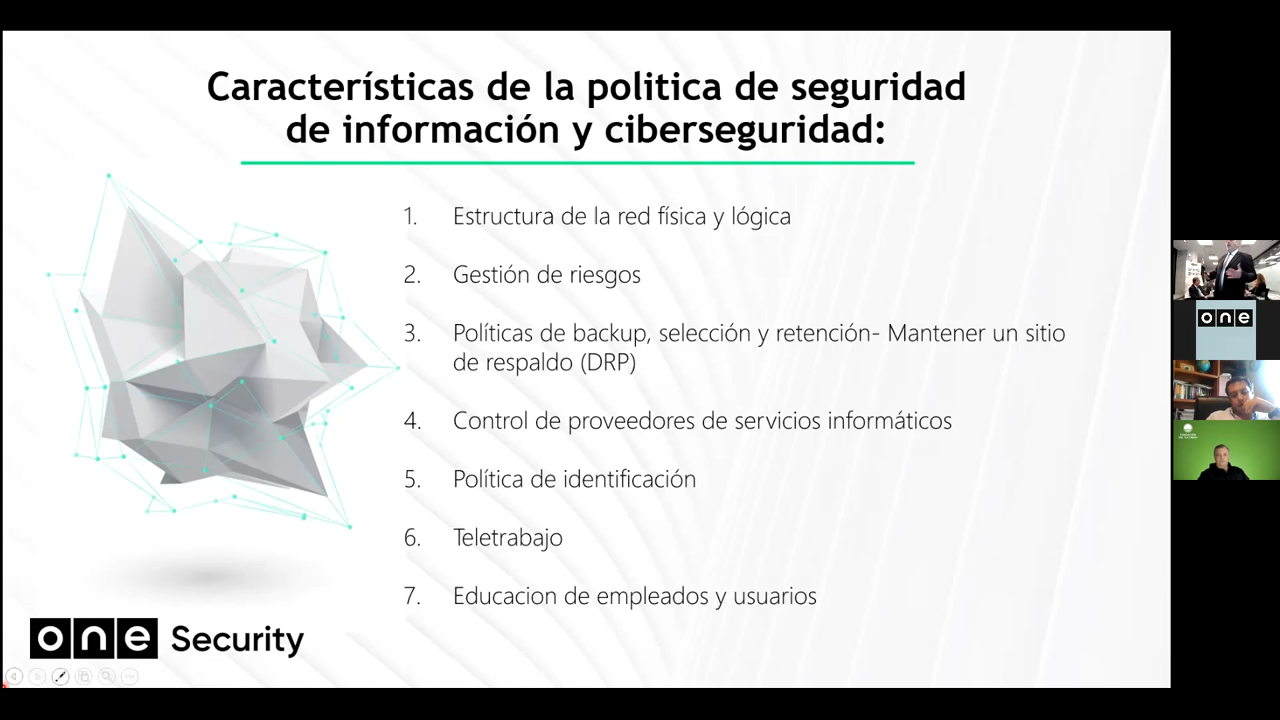 Características de la politica de seguridad
de información y ciberseguridad:
1. Estructura de la red física y lógica
2. Gestión de riesgos
3. Políticas de backup, selección y retención- Mantener un sitio
de respaldo (DRP)
4. Control de proveedores de servicios informáticos
5. Política de identificación
6. Teletrabajo
7. Educacion de empleados y usuarios
one Security
one